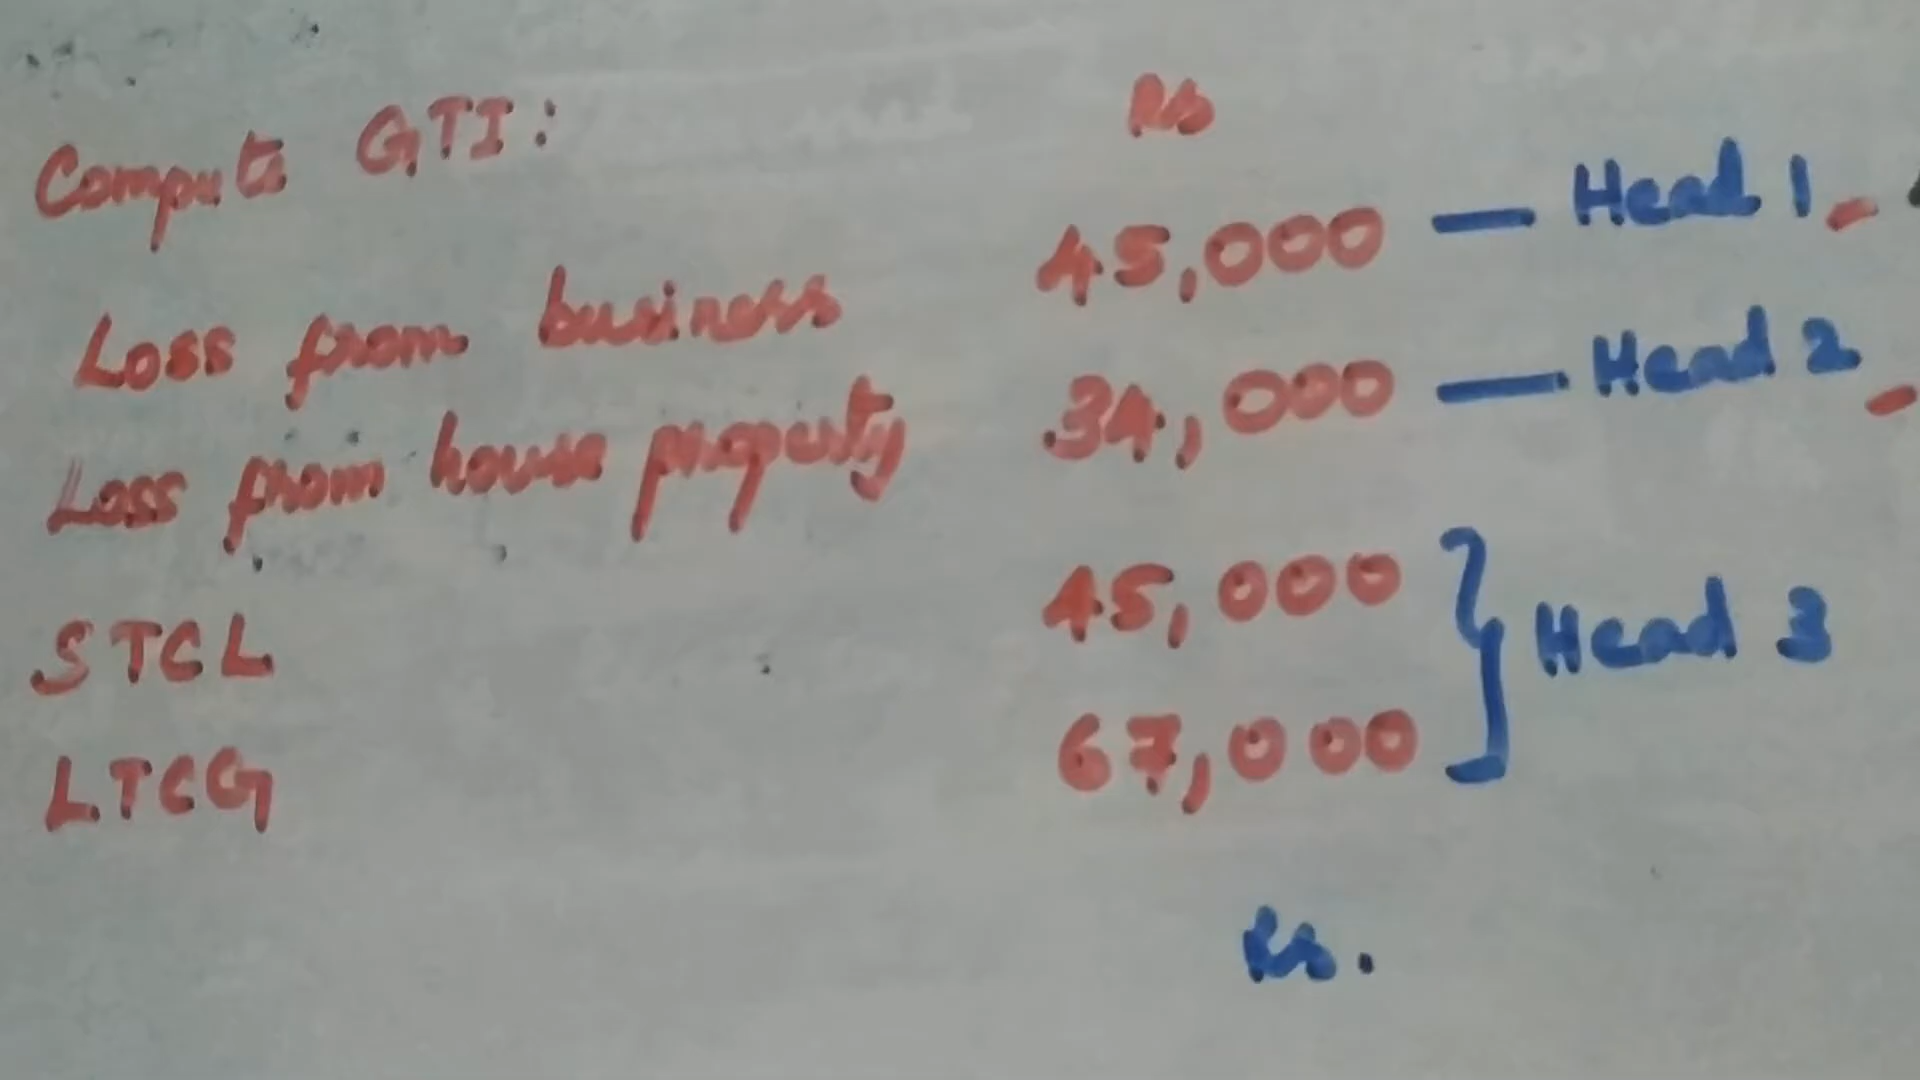 Compute GTI:
Rs
Loss from business 45,000 — Head 1 -
Loss from house property 34,000 — Head 2 -
STCL 45,000
LTCG 67,000 } Head 3
Rs.